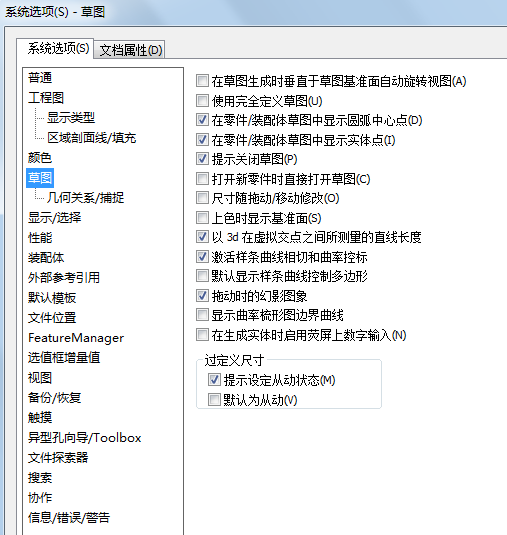 系统选项(S) - 草图
系统选项(S) 文档属性(D)
普通
工程图
显示类型
区域剖面线/填充
颜色
草图
几何关系/捕捉
显示/选择
性能
装配体
外部参考引用
默认模板
文件位置
FeatureManager
选值框增量值
视图
备份/恢复
触摸
异型孔向导/Toolbox
文件探索器
搜索
协作
信息/错误/警告
在草图生成时垂直于草图基准面自动旋转视图(A)
使用完全定义草图(U)
在零件/装配体草图中显示圆弧中心点(D)
在零件/装配体草图中显示实体点(I)
提示关闭草图(P)
打开新零件时直接打开草图(C)
尺寸随拖动/移动修改(O)
上色时显示基准面(S)
以 3d 在虚拟交点之间所测量的直线长度
激活样条曲线相切和曲率控标
默认显示样条曲线控制多边形
拖动时的幻影图象
显示曲率梳形图边界曲线
在生成实体时启用荧屏上数字输入(N)
过定义尺寸
提示设定从动状态(M)
默认为从动(V)